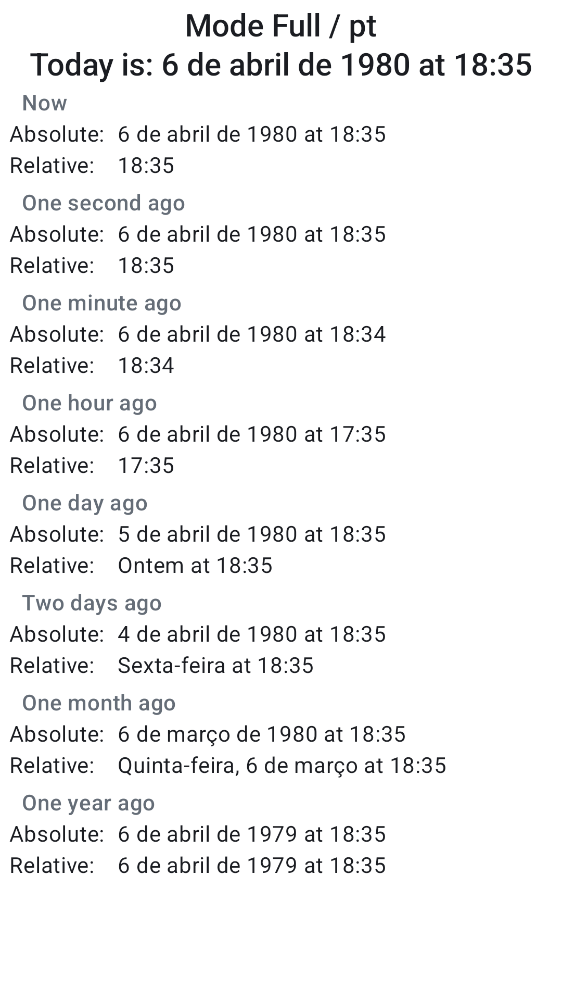 Mode Full / pt
Today is: 6 de abril de 1980 at 18:35
Now
Absolute: 6 de abril de 1980 at 18:35
Relative: 18:35
One second ago
Absolute: 6 de abril de 1980 at 18:35
Relative: 18:35
One minute ago
Absolute: 6 de abril de 1980 at 18:34
Relative: 18:34
One hour ago
Absolute: 6 de abril de 1980 at 17:35
Relative: 17:35
One day ago
Absolute: 5 de abril de 1980 at 18:35
Relative: Ontem at 18:35
Two days ago
Absolute: 4 de abril de 1980 at 18:35
Relative: Sexta-feira at 18:35
One month ago
Absolute: 6 de março de 1980 at 18:35
Relative: Quinta-feira, 6 de março at 18:35
One year ago
Absolute: 6 de abril de 1979 at 18:35
Relative: 6 de abril de 1979 at 18:35